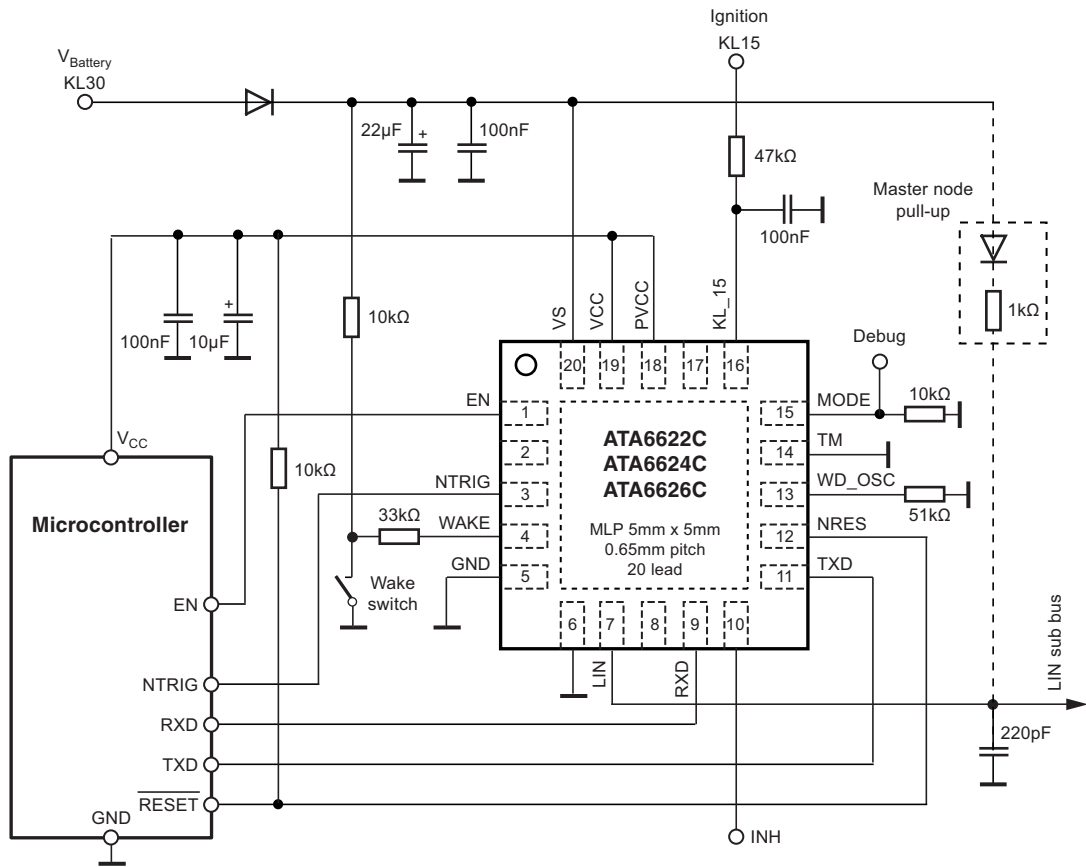 Ignition
KL15
VBattery
KL30
22µF
+
100nF
47kΩ
100nF
Master node
pull-up
1kΩ
100nF
10µF
+
10kΩ
VS
VCC
PVCC
KL_15
Debug
20
19
18
17
16
EN
1
2
NTRIG
3
WAKE
4
GND
5
15
MODE
10kΩ
14
TM
13
WD_OSC
51kΩ
12
NRES
11
TXD
ATA6622C
ATA6624C
ATA6626C
MLP 5mm x 5mm
0.65mm pitch
20 lead
6
7
8
9
10
LIN
RXD
VCC
10kΩ
33kΩ
Wake
switch
Microcontroller
EN
NTRIG
RXD
TXD
RESET
GND
LIN sub bus
220pF
INH